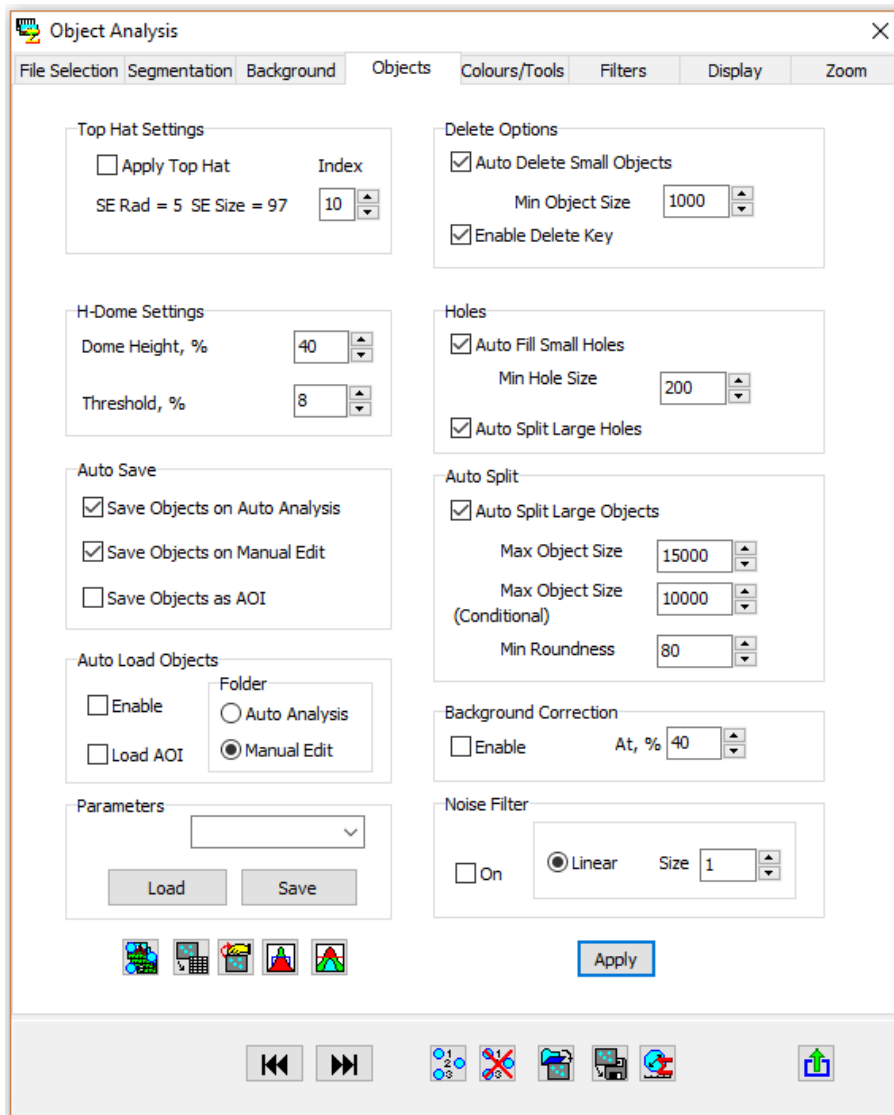 Object Analysis
File Selection Segmentation Background Objects Colours/Tools Filters Display Zoom
Top Hat Settings
Apply Top Hat Index
SE Rad = 5 SE Size = 97 10
Delete Options
Auto Delete Small Objects
Min Object Size 1000
Enable Delete Key
H-Dome Settings
Dome Height, % 40
Threshold, % 8
Holes
Auto Fill Small Holes
Min Hole Size 200
Auto Split Large Holes
Auto Save
Save Objects on Auto Analysis
Save Objects on Manual Edit
Save Objects as AOI
Auto Split
Auto Split Large Objects
Max Object Size 15000
Max Object Size 10000
(Conditional)
Min Roundness 80
Auto Load Objects
Folder
Enable Auto Analysis
Load AOI Manual Edit
Background Correction
Enable At, % 40
Parameters
Load Save
Noise Filter
On Linear Size 1
Apply
1
2
3
1
3